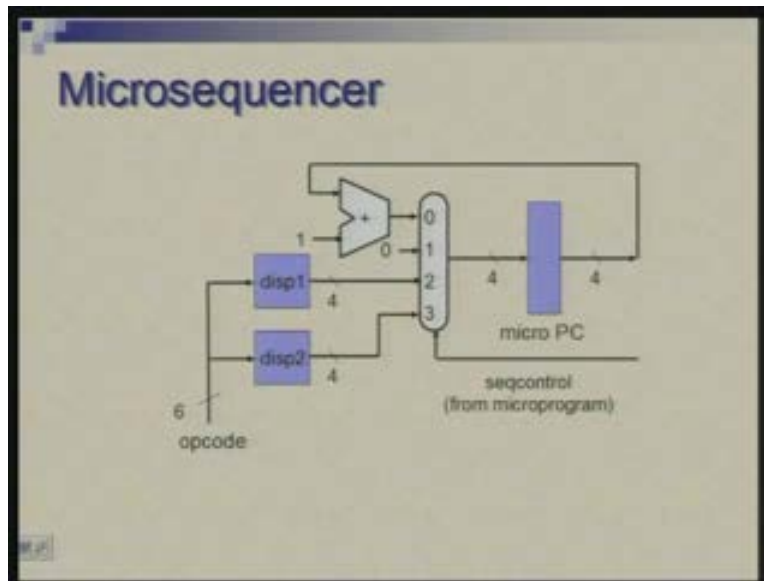 Microsequencer
+
0
1
0
1
disp1
4
2
4
4
3
micro PC
disp2
4
seqcontrol
6
(from microprogram)
opcode